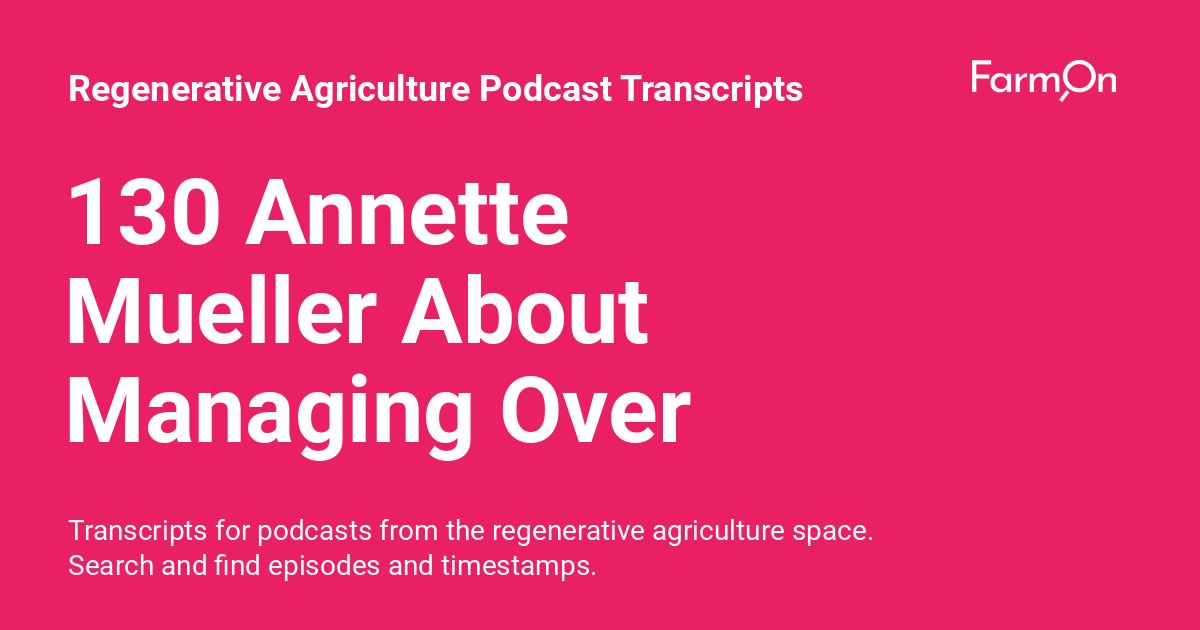 Regenerative Agriculture Podcast Transcripts
FarmOn
130 Annette
Mueller About
Managing Over
Transcripts for podcasts from the regenerative agriculture space.
Search and find episodes and timestamps.